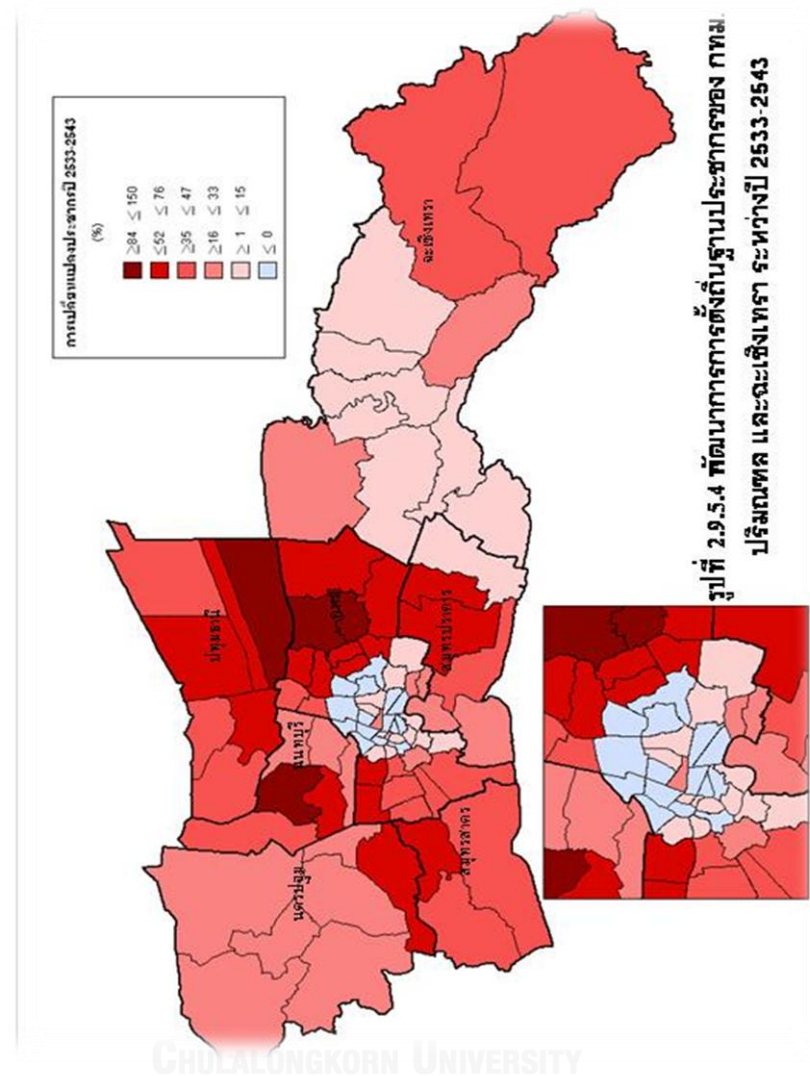 การเปลี่ยนแปลงประชากรปี 2533-2543
(%)
≥84 ≤ 150
≤52 ≤ 76
≥35 ≤ 47
≥16 ≤ 33
≥ 1 ≤ 15
≤ 0
ฉะเชิงเทรา
ปทุมธานี
นนทบุรี
สมุทรปราการ
นครปฐม
สมุทรสาคร
รูปที่ 2.9.5.4 พัฒนาการการตั้งถิ่นฐานประชากรของ กทม.
ปริมณฑล และฉะเชิงเทรา ระหว่างปี 2533-2543
CHULALONGKORN UNIVERSITY